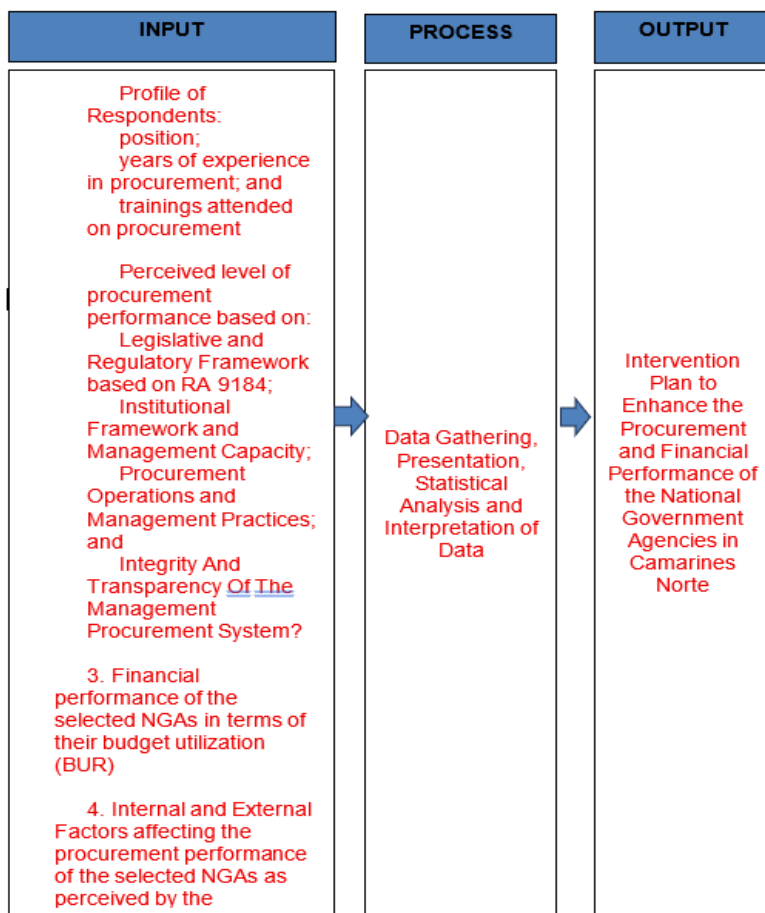 INPUT
PROCESS
OUTPUT
Profile of
Respondents:
position;
years of experience
in procurement; and
trainings attended
on procurement
Perceived level of
procurement
performance based on:
Legislative and
Regulatory Framework
based on RA 9184;
Institutional
Framework and
Management Capacity;
Procurement
Operations and
Management Practices;
and
Integrity And
Transparency Of The
Management
Procurement System?
3. Financial
performance of the
selected NGAs in terms of
their budget utilization
(BUR)
4. Internal and External
Factors affecting the
procurement performance
of the selected NGAs as
perceived by the
Data Gathering,
Presentation,
Statistical
Analysis and
Interpretation of
Data
Intervention
Plan to
Enhance the
Procurement
and Financial
Performance of
the National
Government
Agencies in
Camarines
Norte